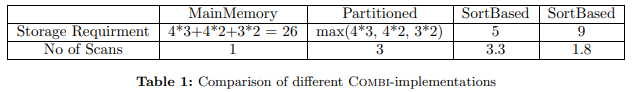 MainMemory Partitioned SortBased SortBased
Storage Requirment 4*3+4*2+3*2 = 26 max(4*3, 4*2, 3*2) 5 9
No of Scans 1 3 3.3 1.8
Table 1: Comparison of different COMBI-implementations